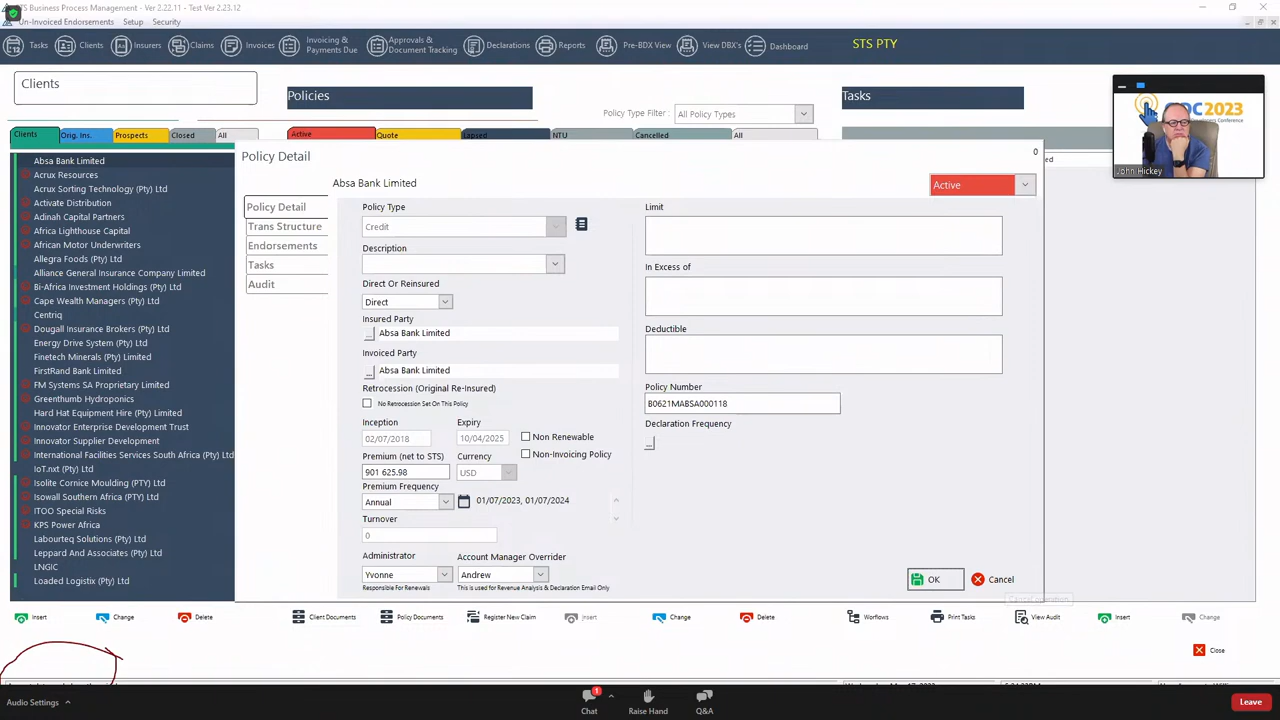 STS Business Process Management - Ver 2.22.11 - Test Ver 2.23.12
Un-Invoiced Endorsements Setup Security
Tasks Clients Insurers Claims Invoices Invoicing & Payments Due Approvals & Document Tracking Declarations Reports Pre-BDX View View DBX's Dashboard STS PTY
Clients
Policies
Policy Type Filter : All Policy Types
Tasks
Clients Orig. Ins. Prospects Closed All
Active Quote Lapsed NTU Cancelled All
John Hickey
2023
Absa Bank Limited
Acrux Resources
Acrux Sorting Technology (Pty) Ltd
Activate Distribution
Adinah Capital Partners
Africa Lighthouse Capital
African Motor Underwriters
Allegra Foods (Pty) Ltd
Alliance General Insurance Company Limited
Bi-Africa Investment Holdings (Pty) Ltd
Cape Wealth Managers (Pty) Ltd
Centriq
Dougall Insurance Brokers (Pty) Ltd
Energy Drive System (Pty) Ltd
Finetech Minerals (Pty) Limited
FirstRand Bank Limited
FM Systems SA Proprietary Limited
Greenthumb Hydroponics
Hard Hat Equipment Hire (Pty) Limited
Innovator Enterprise Development Trust
Innovator Supplier Development
International Facilities Services South Africa (Pty) Ltd
IoT.nxt (Pty) Ltd
Isolite Cornice Moulding (PTY) Ltd
Isowall Southern Africa (PTY) Ltd
ITOO Special Risks
KPS Power Africa
Labourteq Solutions (Pty) Ltd
Leppard And Associates (Pty) Ltd
LNGIC
Loaded Logistix (Pty) Ltd
Policy Detail
0
Absa Bank Limited
Active
Policy Detail
Trans Structure
Endorsements
Tasks
Audit
Policy Type
Credit
Description
Direct Or Reinsured
Direct
Insured Party
... Absa Bank Limited
Invoiced Party
... Absa Bank Limited
Retrocession (Original Re-Insured)
No Retrocession Set On This Policy
Inception Expiry
02/07/2018 10/04/2025 Non Renewable
Premium (net to STS) Currency Non-Invoicing Policy
901 625.98 USD
Premium Frequency
Annual 01/07/2023, 01/07/2024
Turnover
0
Administrator Account Manager Overrider
Yvonne Andrew
Responsible For Renewals This is used for Revenue Analysis & Declaration Email Only
Limit
In Excess of
Deductible
Policy Number
B0621MABSA000118
Declaration Frequency
...
OK Cancel
Insert Change Delete Client Documents Policy Documents Register New Claim Insert Change Delete Worflows Print Tasks View Audit Insert Change
Close
Audio Settings
1
Chat Raise Hand Q&A
Leave